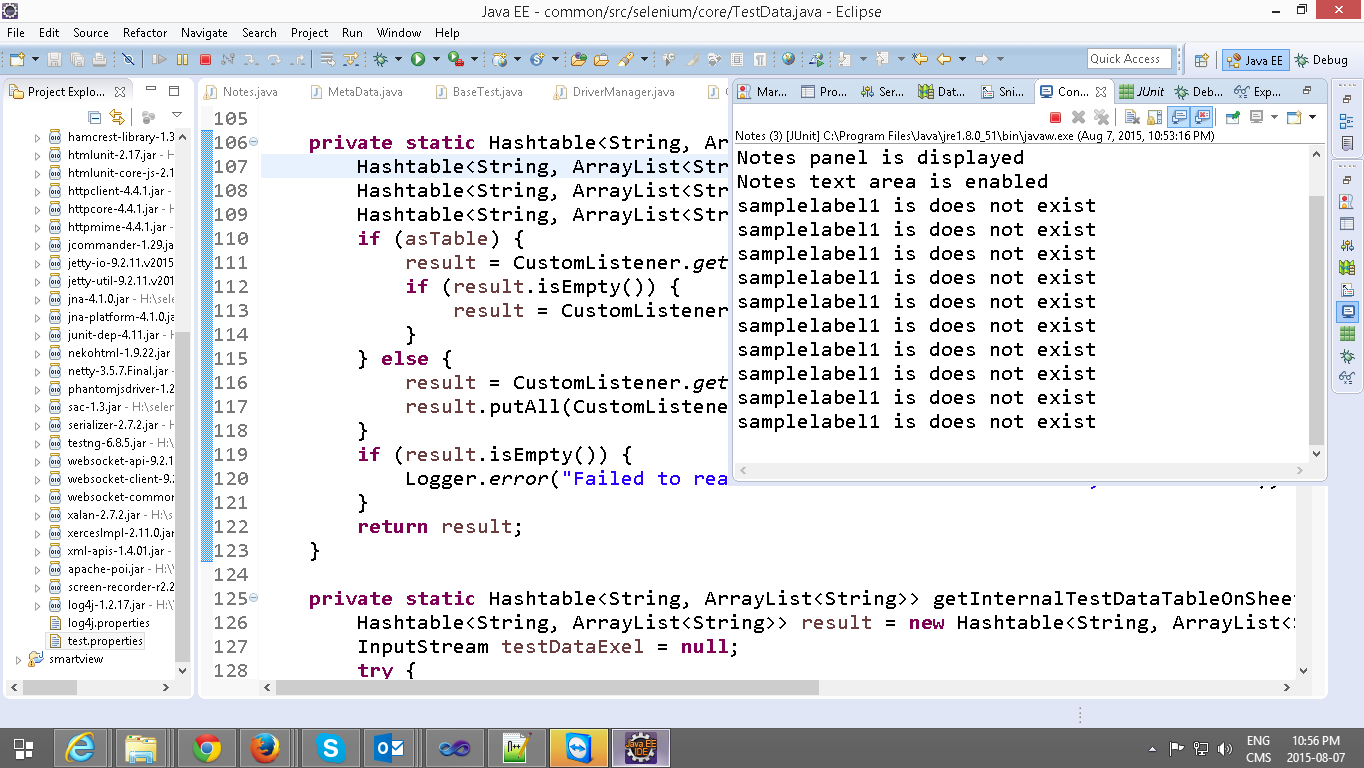 Java EE - common/src/selenium/core/TestData.java - Eclipse
File Edit Source Refactor Navigate Search Project Run Window Help
Quick Access
Java EE
Debug
Project Explo...
hamcrest-library-1.3
htmlunit-2.17.jar -
htmlunit-core-js-2.1
httpclient-4.4.1.jar -
httpcore-4.4.1.jar -
httpmime-4.4.1.jar -
jcommander-1.29.ja
jetty-io-9.2.11.v2015
jetty-util-9.2.11.v201
jna-4.1.0.jar - H:\sele
jna-platform-4.1.0.ja
junit-dep-4.11.jar - H
nekohtml-1.9.22.jar
netty-3.5.7.Final.jar -
phantomjsdriver-1.2
sac-1.3.jar - H:\selen
serializer-2.7.2.jar - H
testng-6.8.5.jar - H:\
websocket-api-9.2.1
websocket-client-9.
websocket-common
xalan-2.7.2.jar - H:\s
xercesImpl-2.11.0.jar
xml-apis-1.4.01.jar -
apache-poi.jar - H:\
screen-recorder-r2.2
log4j-1.2.17.jar - H:\
log4j.properties
test.properties
smartview
Notes.java MetaData.java BaseTest.java DriverManager.java
105
106 private static Hashtable<String, Ar
107 Hashtable<String, ArrayList<Str
108 Hashtable<String, ArrayList<Str
109 Hashtable<String, ArrayList<Str
110 if (asTable) {
111 result = CustomListener.get
112 if (result.isEmpty()) {
113 result = CustomListener
114 }
115 } else {
116 result = CustomListener.get
117 result.putAll(CustomListene
118 }
119 if (result.isEmpty()) {
120 Logger.error("Failed to rea
121 }
122 return result;
123 }
124
125 private static Hashtable<String, ArrayList<String>> getInternalTestDataTableOnSheet
126 Hashtable<String, ArrayList<String>> result = new Hashtable<String, ArrayList<S
127 InputStream testDataExel = null;
128 try {
Mar... Pro... Ser... Dat... Sni... Con... JUnit Deb... Exp...
Notes (3) [JUnit] C:\Program Files\Java\jre1.8.0_51\bin\javaw.exe (Aug 7, 2015, 10:53:16 PM)
Notes panel is displayed
Notes text area is enabled
samplelabel1 is does not exist
samplelabel1 is does not exist
samplelabel1 is does not exist
samplelabel1 is does not exist
samplelabel1 is does not exist
samplelabel1 is does not exist
samplelabel1 is does not exist
samplelabel1 is does not exist
samplelabel1 is does not exist
samplelabel1 is does not exist
Java EE
IDE
ENG
CMS
10:56 PM
2015-08-07